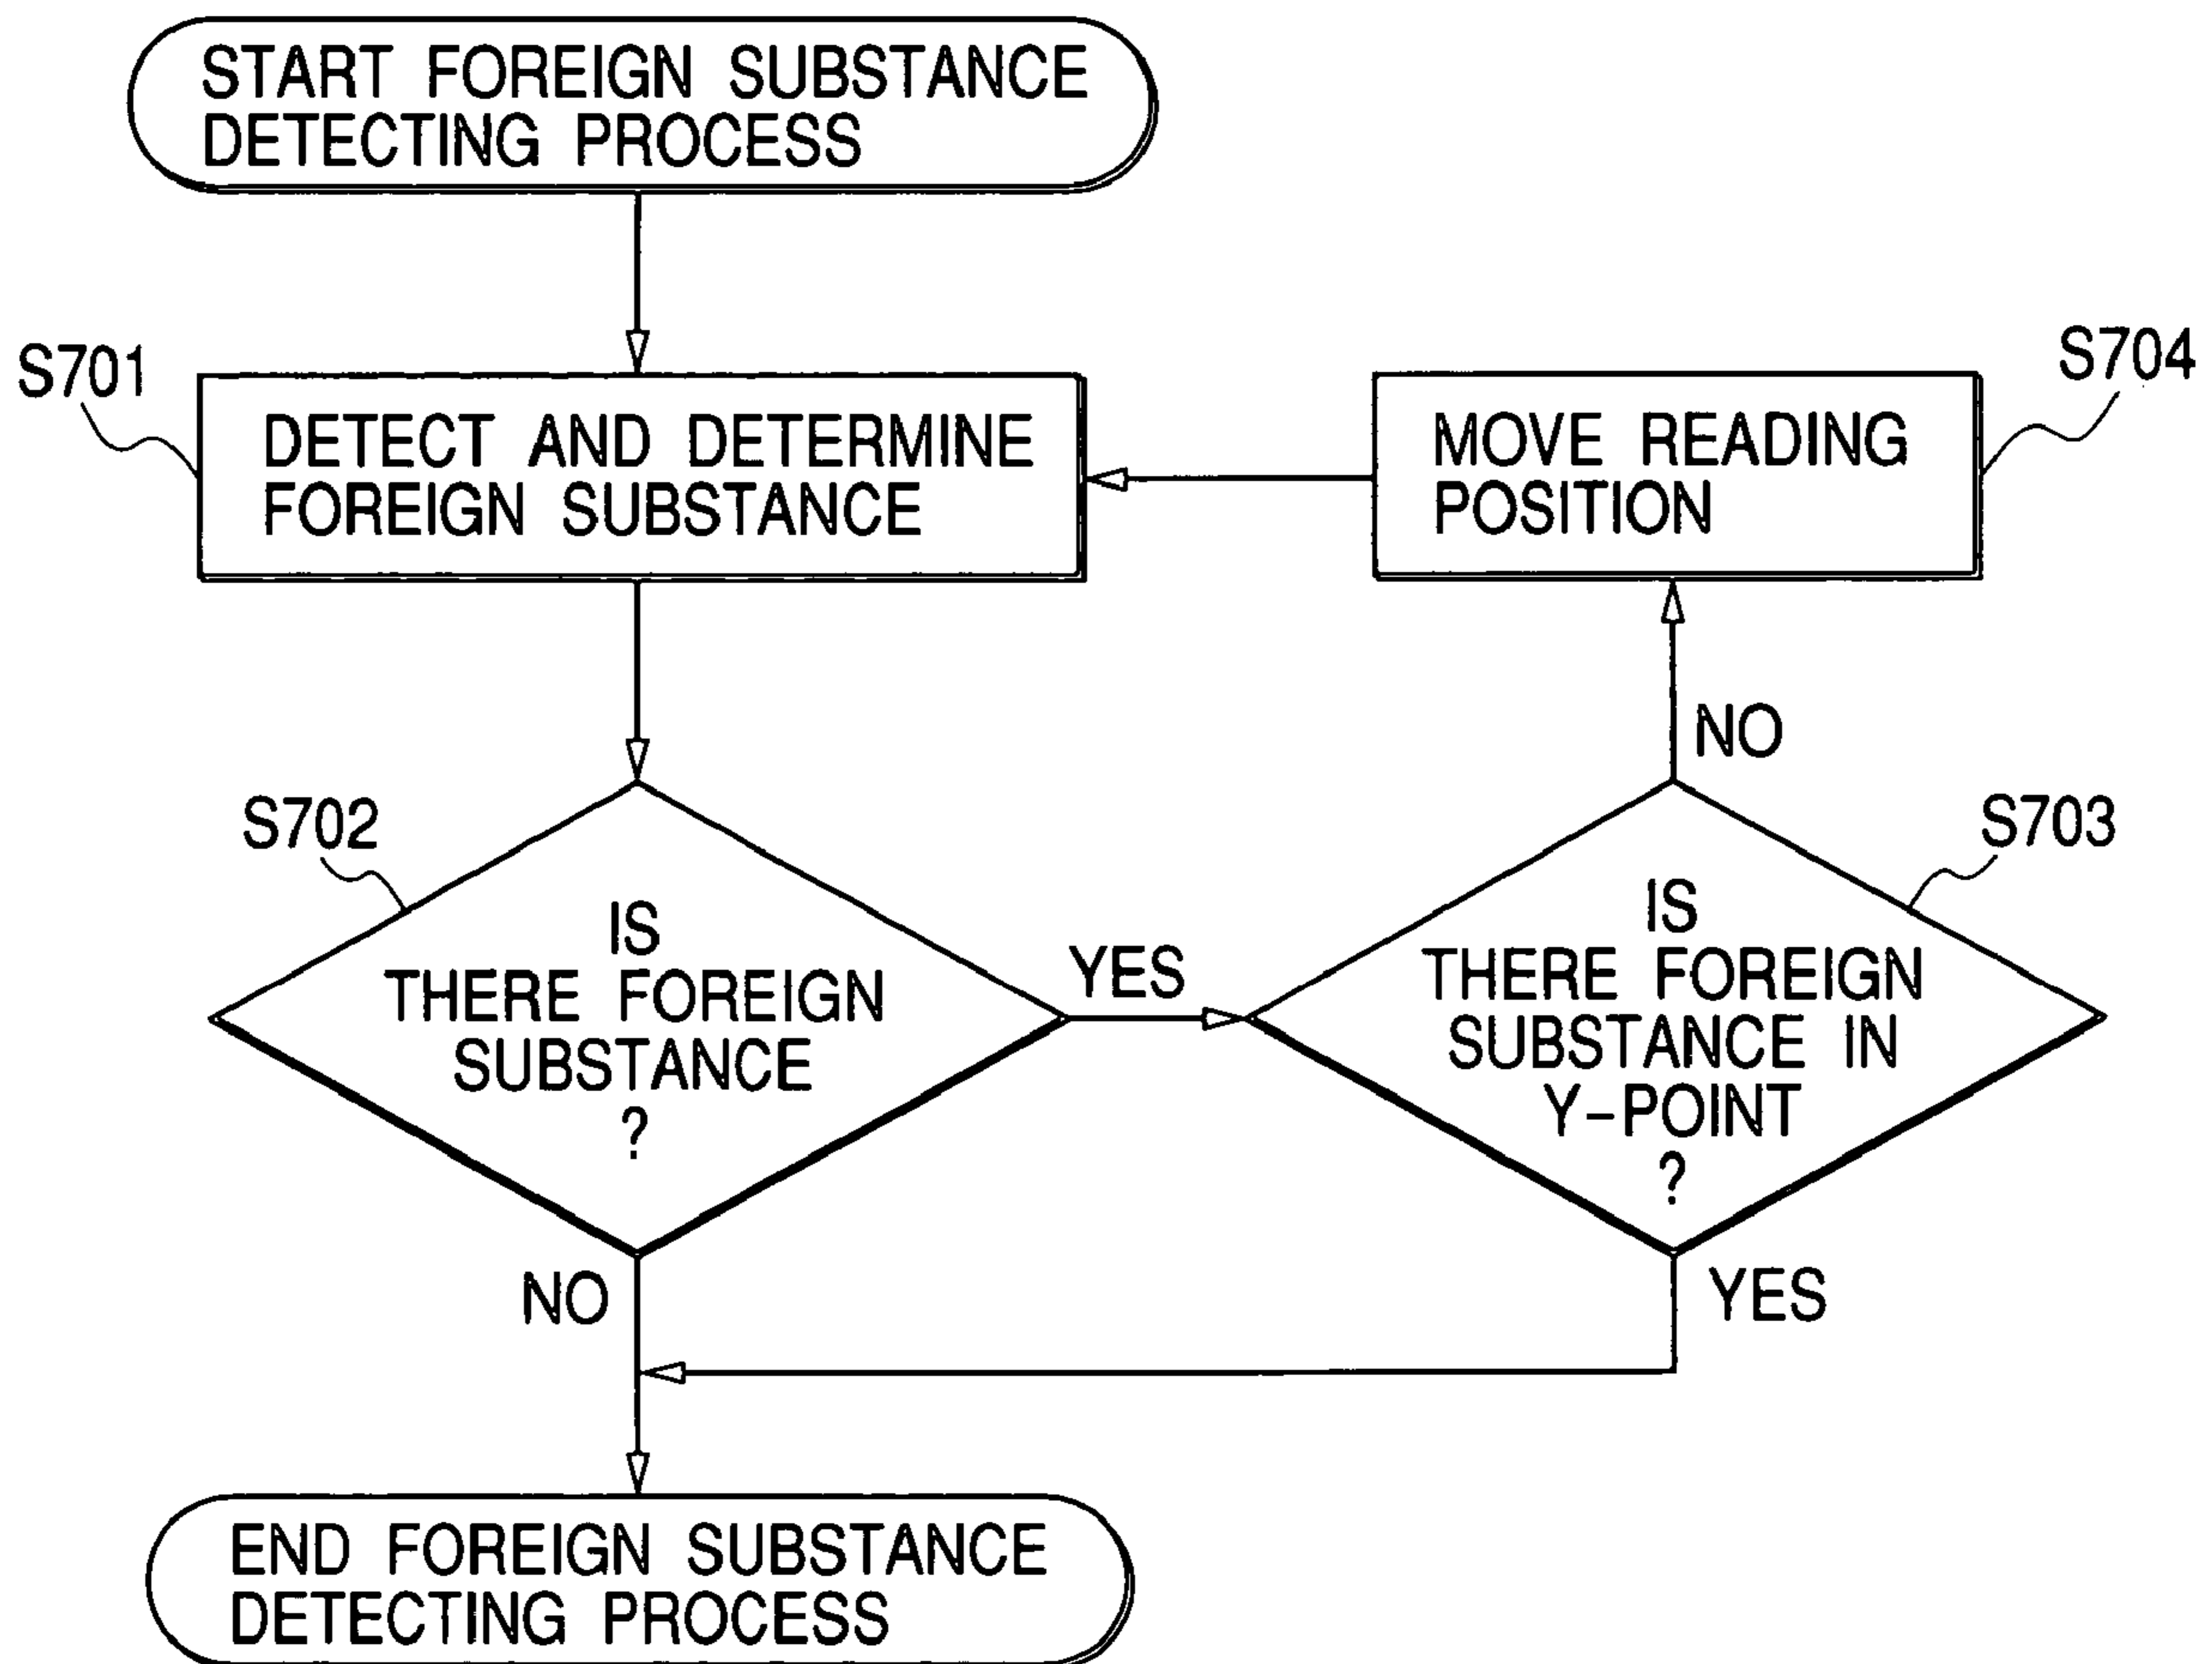 START FOREIGN SUBSTANCE
DETECTING PROCESS
S701
DETECT AND DETERMINE
FOREIGN SUBSTANCE
MOVE READING
POSITION
S704
NO
S702
IS
THERE FOREIGN
SUBSTANCE
?
YES
S703
IS
THERE FOREIGN
SUBSTANCE IN
Y-POINT
?
NO
YES
END FOREIGN SUBSTANCE
DETECTING PROCESS